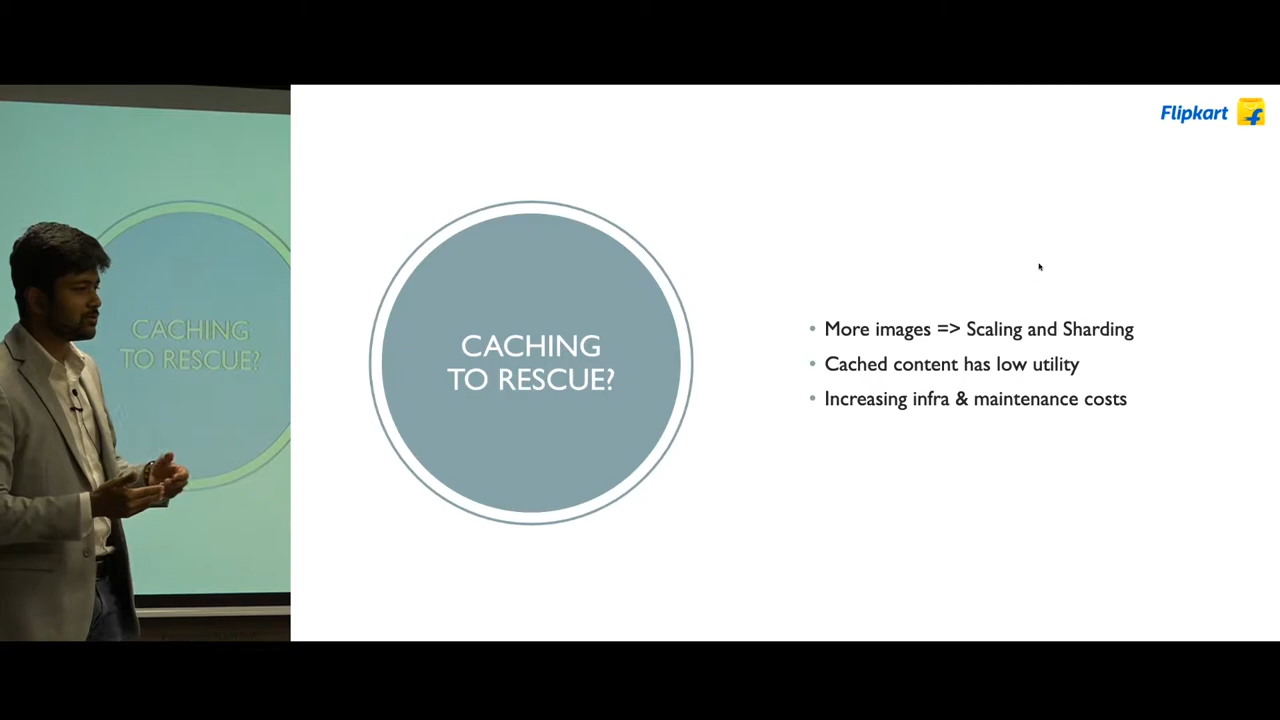 Flipkart
CACHING
TO RESCUE?
CACHING
TO RESCUE?
• More images => Scaling and Sharding
• Cached content has low utility
• Increasing infra & maintenance costs